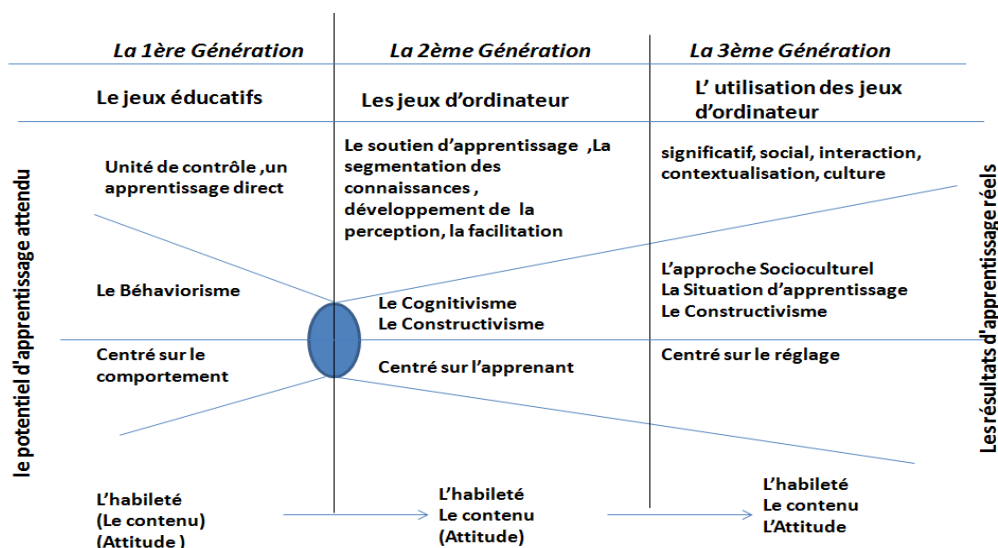 La 1ère Génération
La 2ème Génération
La 3ème Génération
Le jeux éducatifs
Les jeux d'ordinateur
L' utilisation des jeux
d'ordinateur
le potentiel d'apprentissage attendu
Unité de contrôle ,un
apprentissage direct
Le soutien d'apprentissage ,La
segmentation des
connaissances ,
développement de la
perception, la facilitation
significatif, social, interaction,
contextualisation, culture
Le Béhaviorisme
Le Cognitivisme
Le Constructivisme
L'approche Socioculturel
La Situation d'apprentissage
Le Constructivisme
Centré sur le
comportement
Centré sur l'apprenant
Centré sur le réglage
L'habileté
(Le contenu)
(Attitude )
L'habileté
Le contenu
(Attitude)
L'habileté
Le contenu
L'Attitude
Les résultats d'apprentissage réels